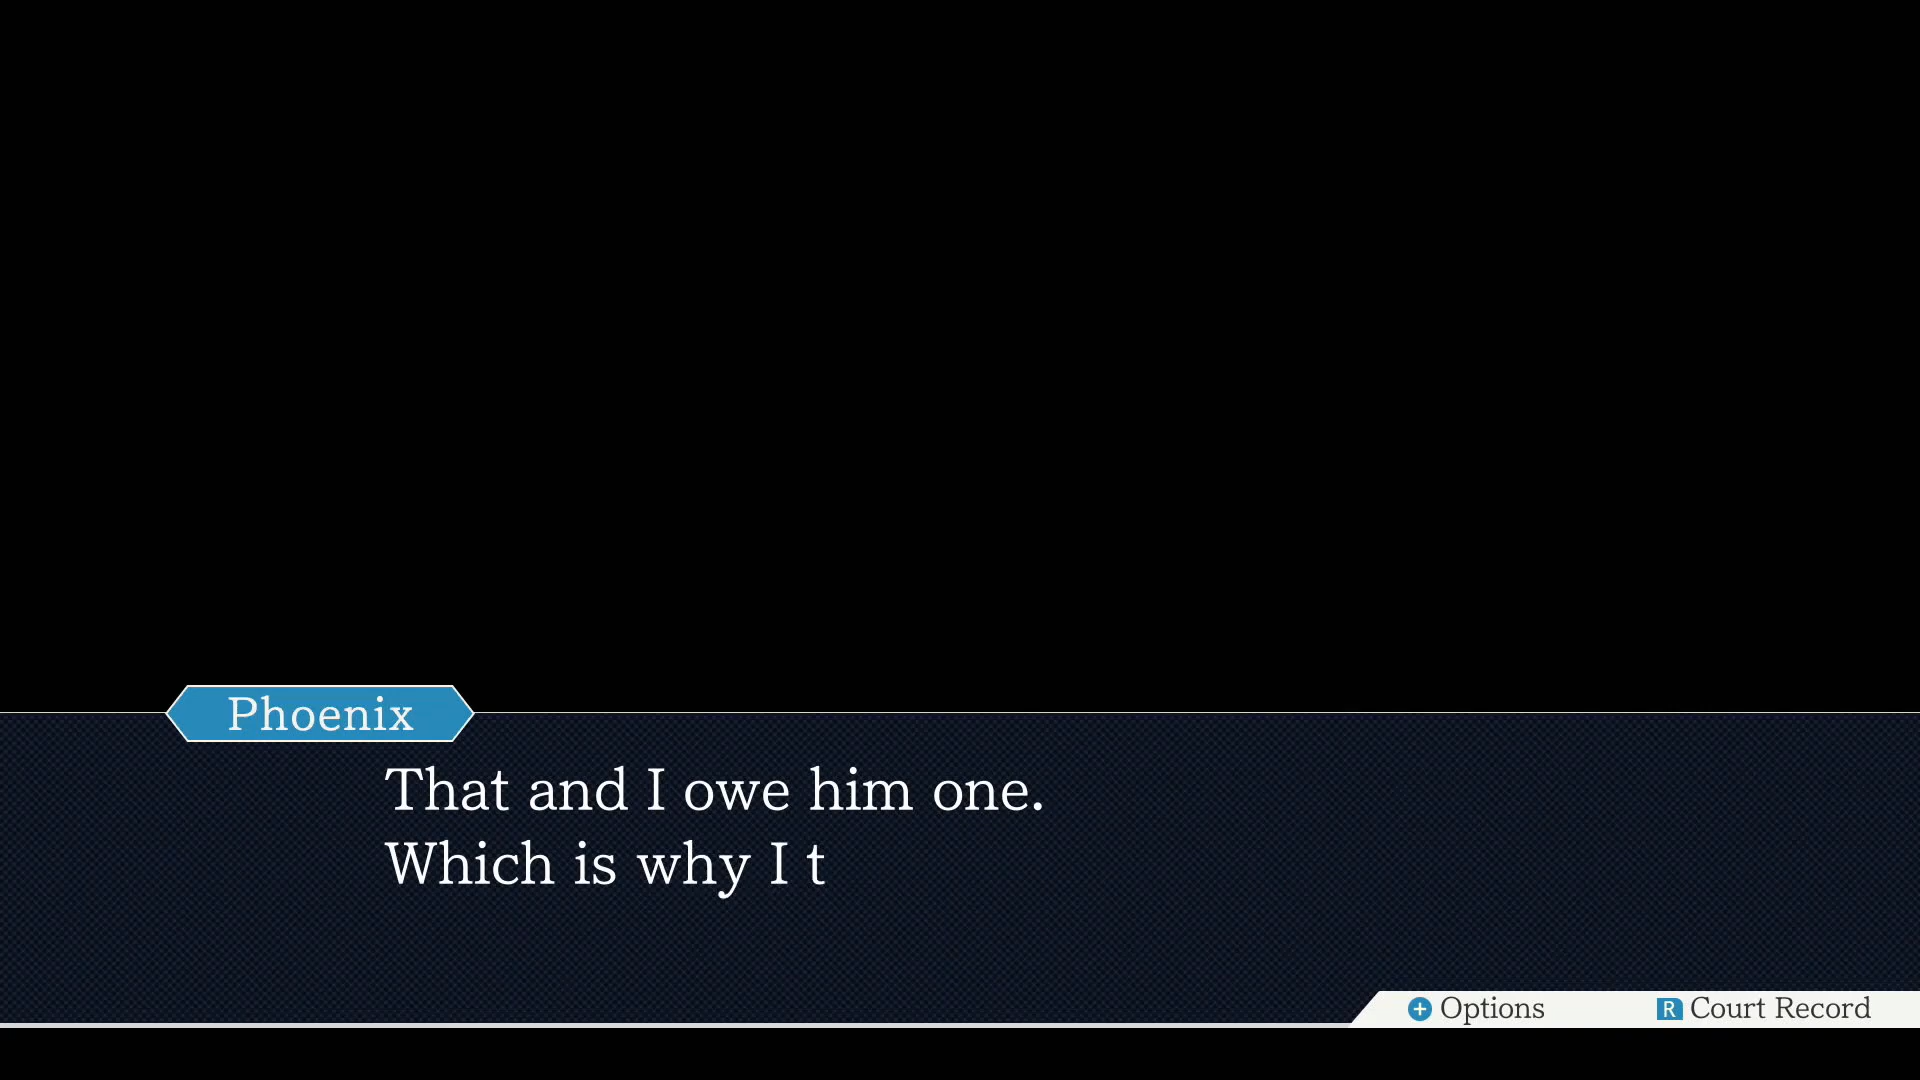 Phoenix
That and I owe him one.
Which is why I t
+ Options
R Court Record